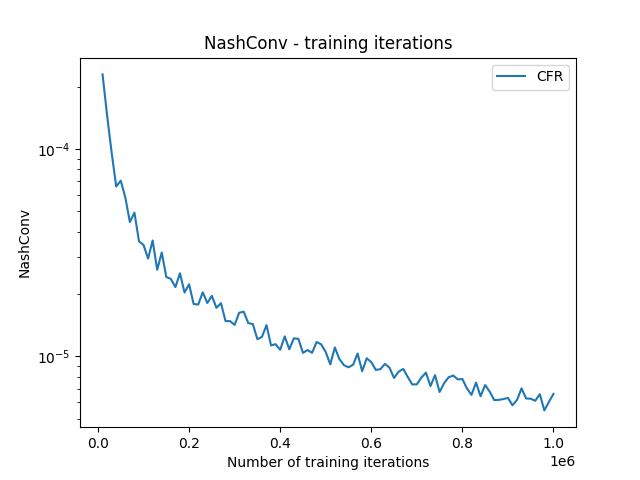 NashConv - training iterations
CFR
NashConv
10⁻⁴
10⁻⁵
0.0 0.2 0.4 0.6 0.8 1.0
1e6
Number of training iterations